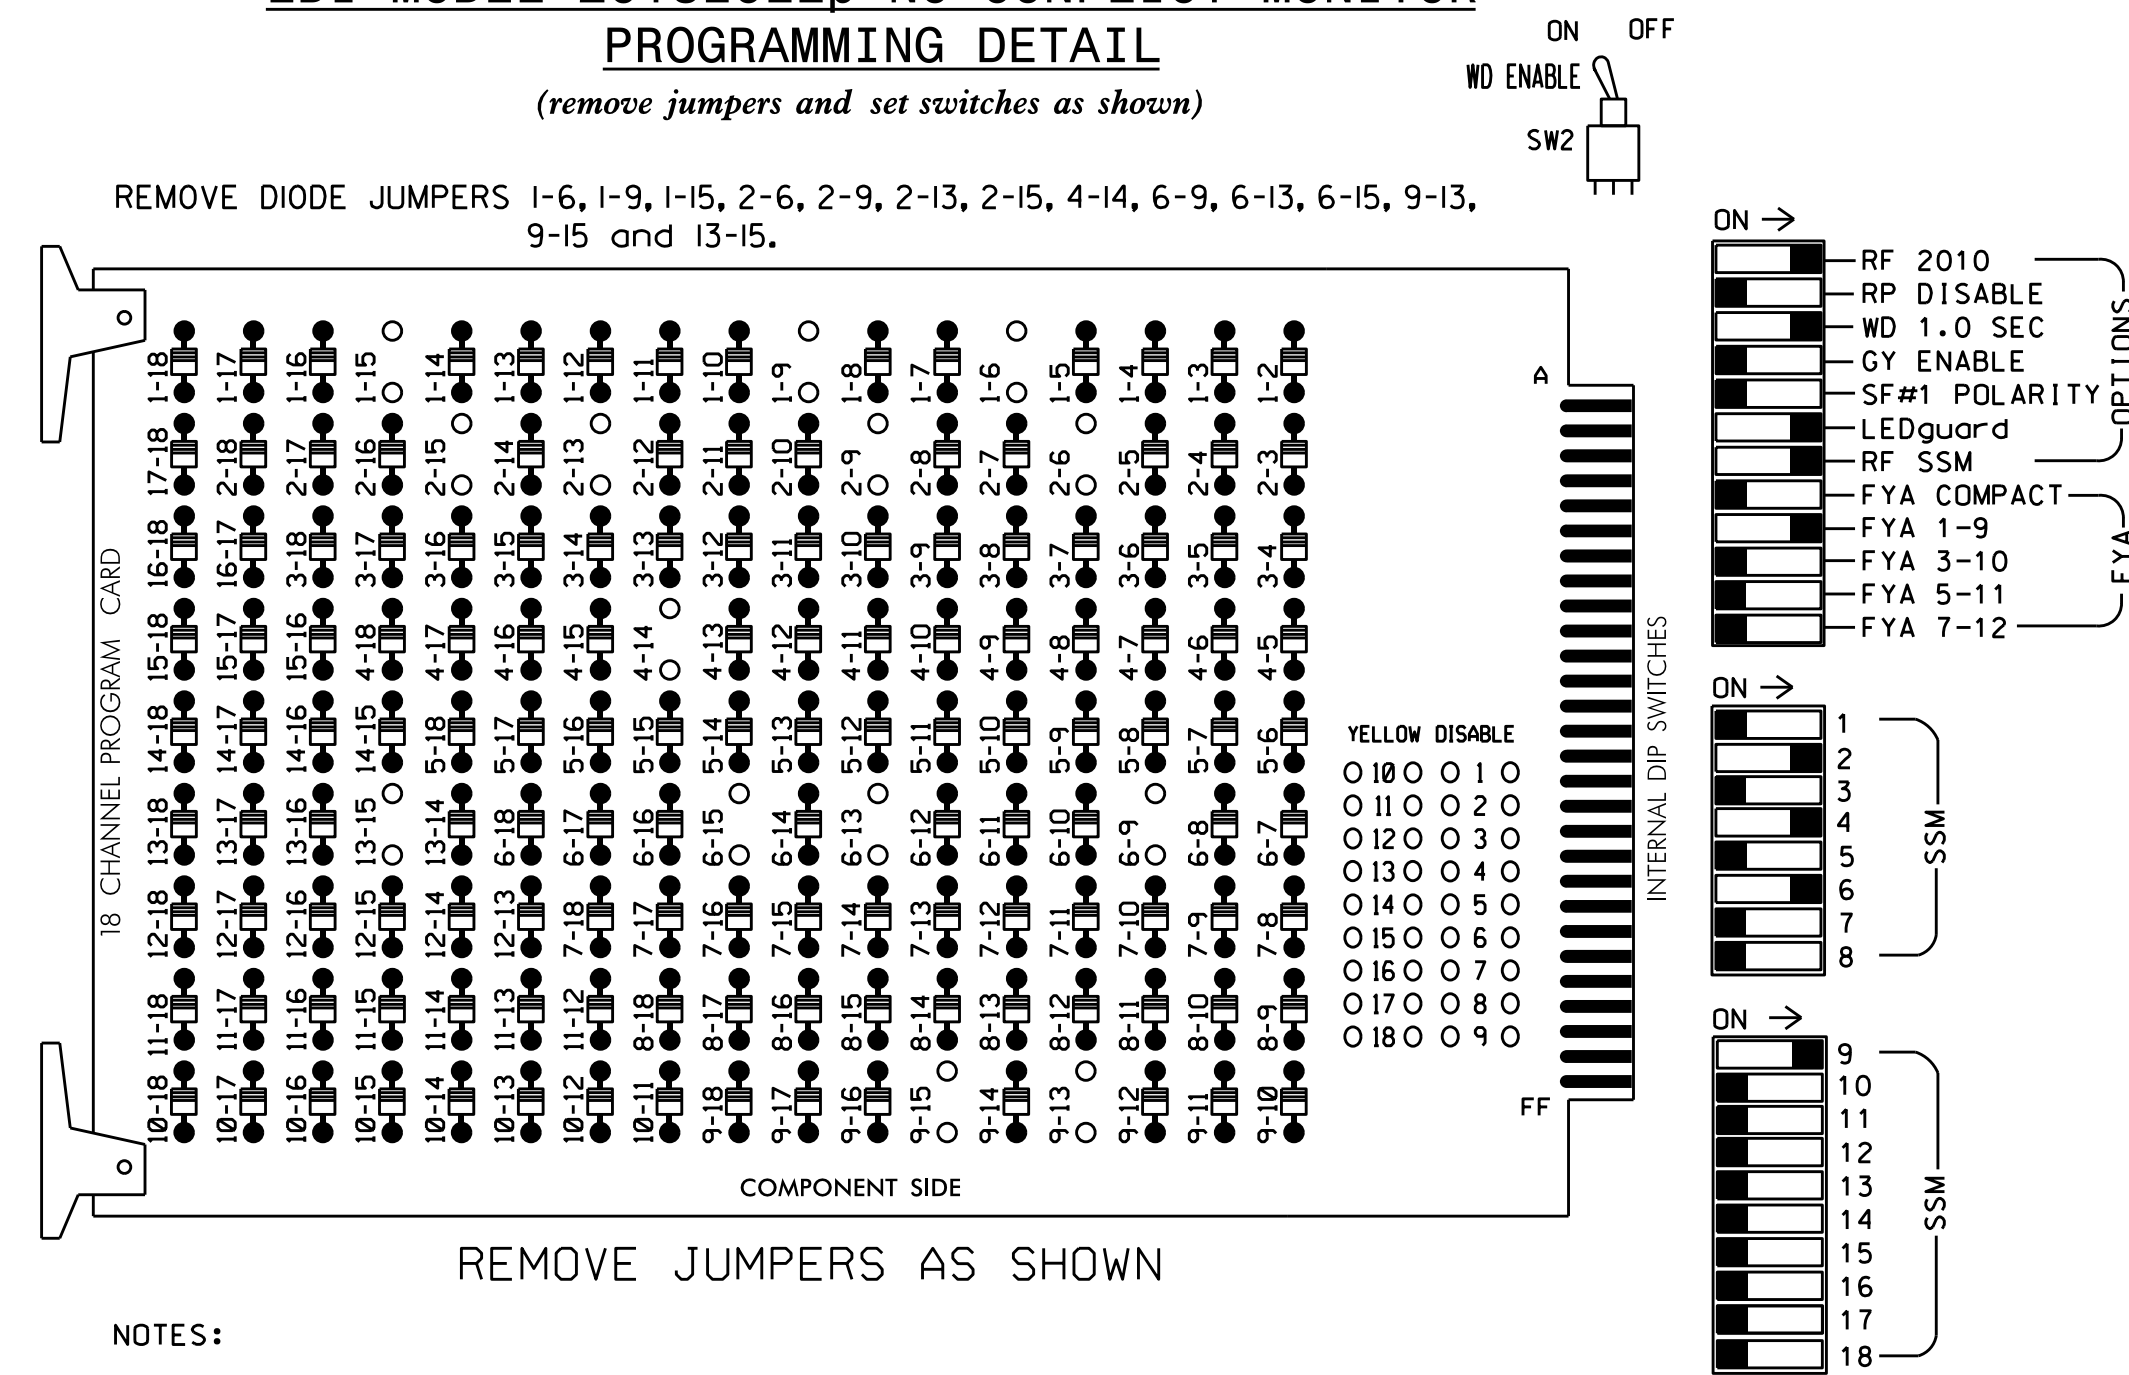 PROGRAMMING DETAIL
(remove jumpers and set switches as shown)
ON OFF
WD ENABLE
SW2
REMOVE DIODE JUMPERS 1-6, 1-9, 1-15, 2-6, 2-9, 2-13, 2-15, 4-14, 6-9, 6-13, 6-15, 9-13,
9-15 and 13-15.
1-18 1-17 1-16 1-15 1-14 1-13 1-12 1-11 1-10 1-9 1-8 1-7 1-6 1-5 1-4 1-3 1-2
17-18 2-18 2-17 2-16 2-15 2-14 2-13 2-12 2-11 2-10 2-9 2-8 2-7 2-6 2-5 2-4 2-3
16-18 16-17 3-18 3-17 3-16 3-15 3-14 3-13 3-12 3-11 3-10 3-9 3-8 3-7 3-6 3-5 3-4
15-18 15-17 15-16 4-18 4-17 4-16 4-15 4-14 4-13 4-12 4-11 4-10 4-9 4-8 4-7 4-6 4-5
14-18 14-17 14-16 14-15 5-18 5-17 5-16 5-15 5-14 5-13 5-12 5-11 5-10 5-9 5-8 5-7 5-6
13-18 13-17 13-16 13-15 13-14 6-18 6-17 6-16 6-15 6-14 6-13 6-12 6-11 6-10 6-9 6-8 6-7
12-18 12-17 12-16 12-15 12-14 12-13 7-18 7-17 7-16 7-15 7-14 7-13 7-12 7-11 7-10 7-9 7-8
11-18 11-17 11-16 11-15 11-14 11-13 11-12 8-18 8-17 8-16 8-15 8-14 8-13 8-12 8-11 8-10 8-9
10-18 10-17 10-16 10-15 10-14 10-13 10-12 10-11 9-18 9-17 9-16 9-15 9-14 9-13 9-12 9-11 9-10
18 CHANNEL PROGRAM CARD
A
FF
YELLOW DISABLE
10 1
11 2
12 3
13 4
14 5
15 6
16 7
17 8
18 9
COMPONENT SIDE
INTERNAL DIP SWITCHES
ON →
RF 2010
RP DISABLE
WD 1.0 SEC
GY ENABLE
SF#1 POLARITY
LEDguard
RF SSM
OPTIONS
FYA COMPACT
FYA 1-9
FYA 3-10
FYA 5-11
FYA 7-12
FYA
ON →
1
2
3
4
5
6
7
8
SSM
ON →
9
10
11
12
13
14
15
16
17
18
SSM
REMOVE JUMPERS AS SHOWN
NOTES: